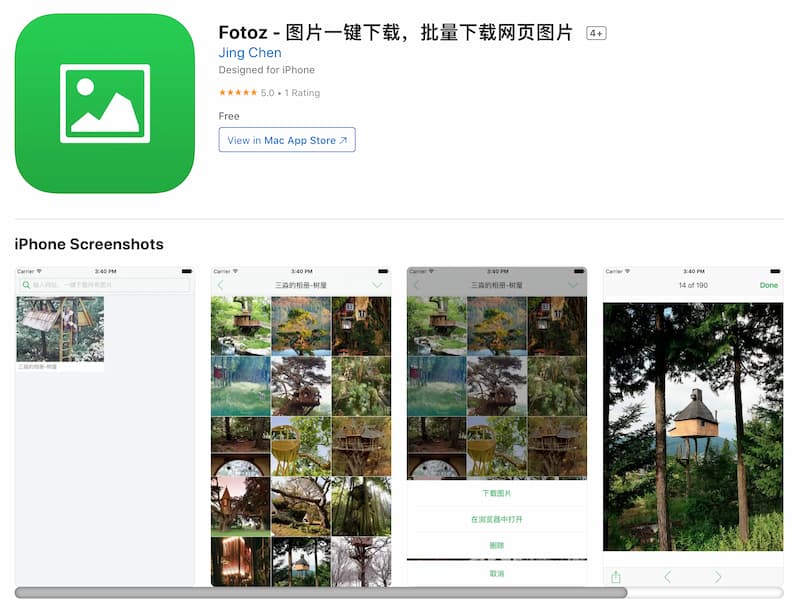 Fotoz - 图片一键下载，批量下载网页图片 4+
Jing Chen
Designed for iPhone
★★★★★ 5.0 • 1 Rating
Free
View in Mac App Store ↗
iPhone Screenshots
Carrier 3:40 PM
输入网址，一键下载所有图片
三淼的相册-树屋
Carrier 3:40 PM
三淼的相册-树屋
Carrier 3:40 PM
三淼的相册-树屋
下载图片
在浏览器中打开
删除
取消
Carrier 3:40 PM
14 of 190 Done